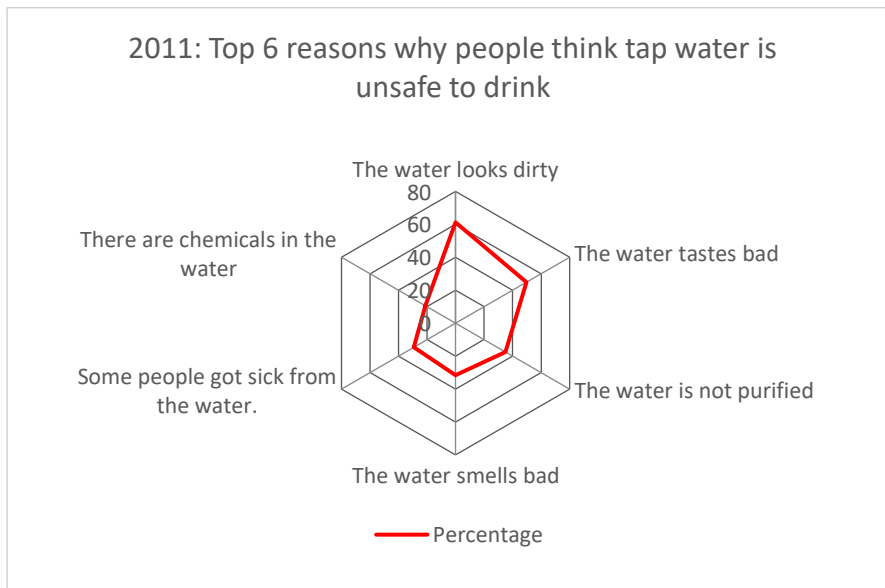 2011: Top 6 reasons why people think tap water is
unsafe to drink
The water looks dirty
80
60
40
20
0
The water tastes bad
The water is not purified
The water smells bad
Some people got sick from
the water.
There are chemicals in the
water
Percentage